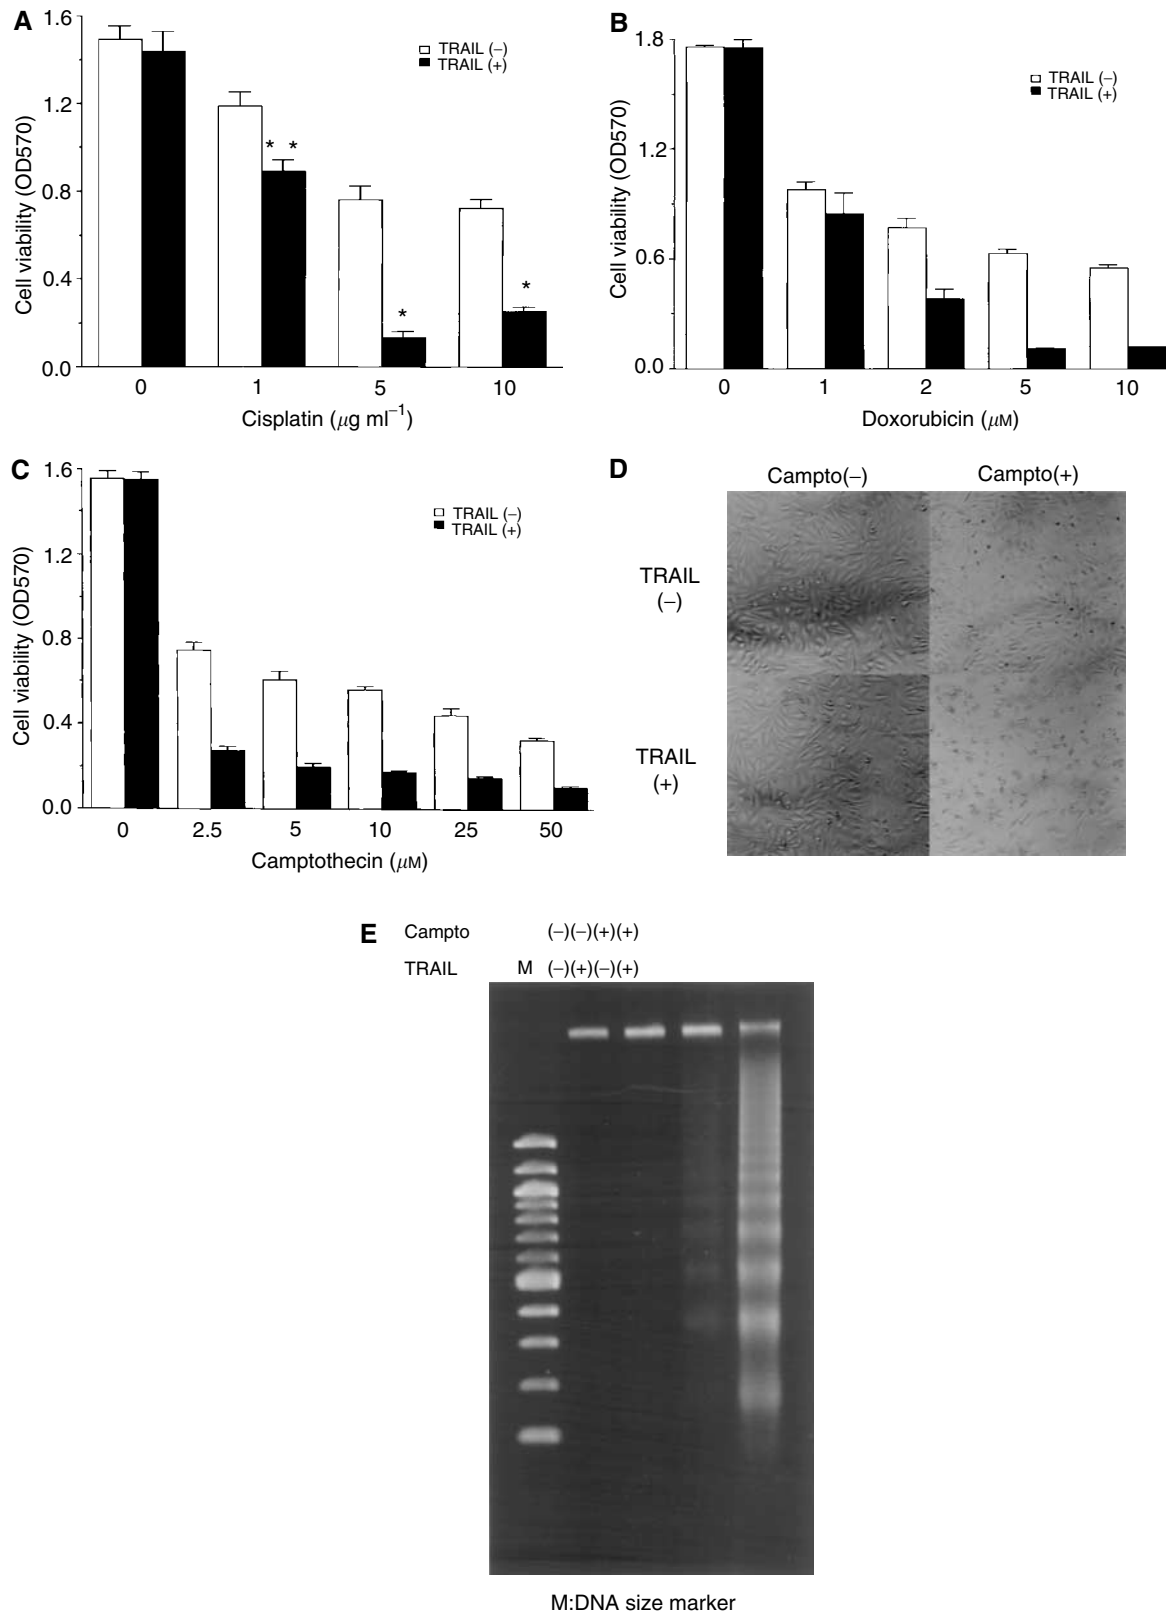 A
1.6
1.2
0.8
0.4
0.0
Cell viability (OD570)
TRAIL (−)
TRAIL (+)
* *
*
*
0 1 5 10
Cisplatin (μg ml⁻¹)
B
1.8
1.2
0.6
0.0
Cell viability (OD570)
TRAIL (−)
TRAIL (+)
0 1 2 5 10
Doxorubicin (μM)
C
1.6
1.2
0.8
0.4
0.0
Cell viability (OD570)
TRAIL (−)
TRAIL (+)
0 2.5 5 10 25 50
Camptothecin (μM)
D
Campto(−) Campto(+)
TRAIL
(−)
TRAIL
(+)
E
Campto (−)(−)(+)(+)
TRAIL M (−)(+)(−)(+)
M:DNA size marker